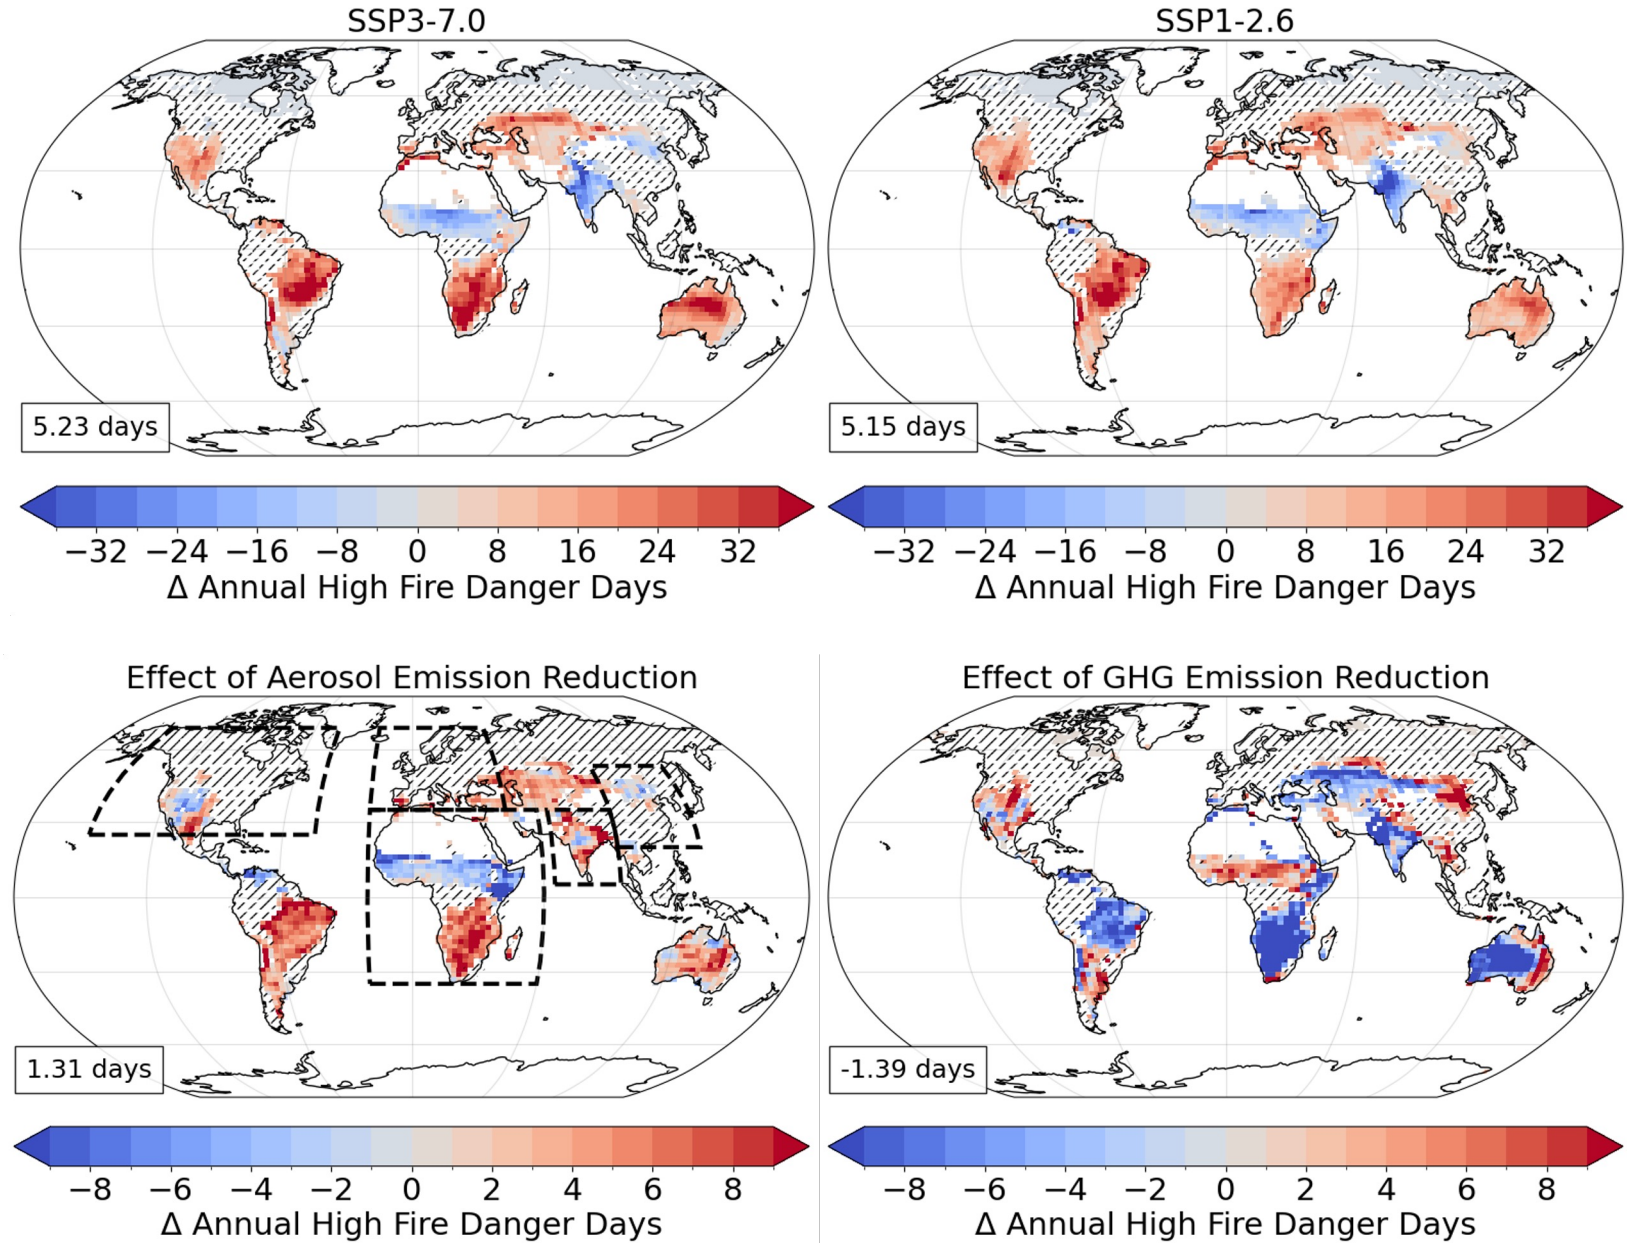 SSP3-7.0
SSP1-2.6
5.23 days
5.15 days
−32 −24 −16 −8 0 8 16 24 32
−32 −24 −16 −8 0 8 16 24 32
Δ Annual High Fire Danger Days
Δ Annual High Fire Danger Days
Effect of Aerosol Emission Reduction
Effect of GHG Emission Reduction
1.31 days
-1.39 days
−8 −6 −4 −2 0 2 4 6 8
−8 −6 −4 −2 0 2 4 6 8
Δ Annual High Fire Danger Days
Δ Annual High Fire Danger Days